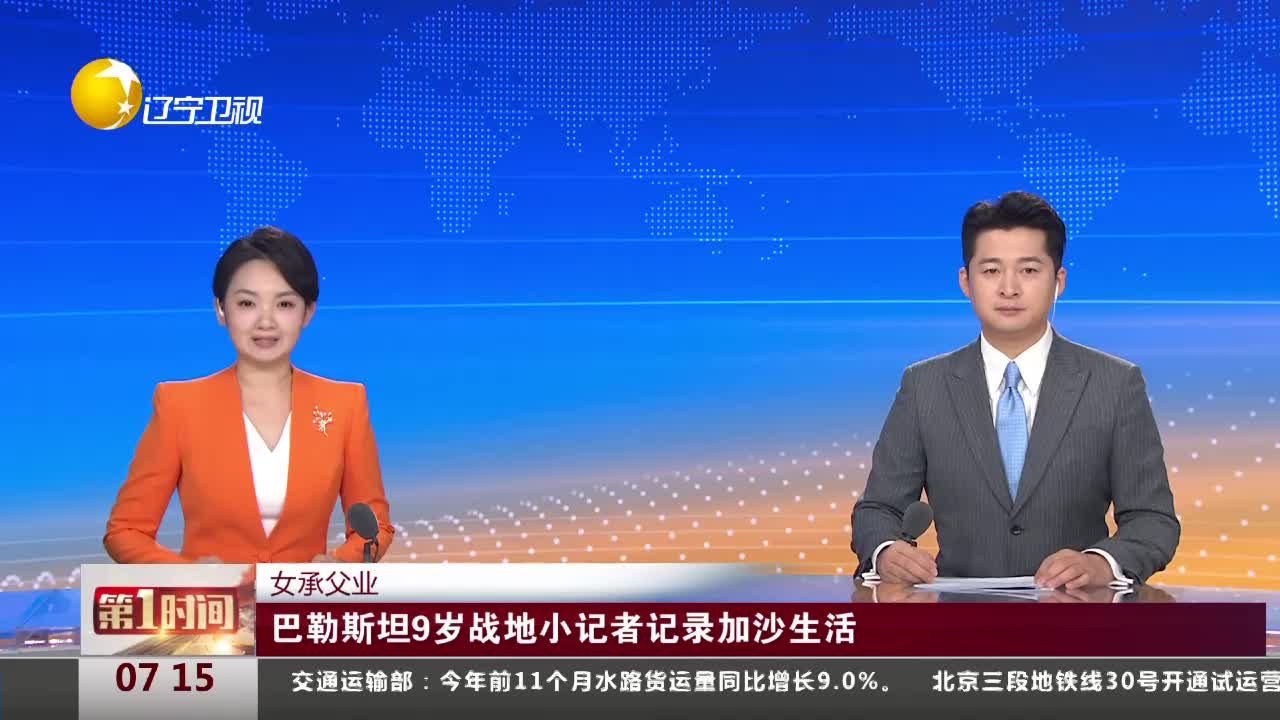 辽宁卫视
女承父业
第1时间
巴勒斯坦9岁战地小记者记录加沙生活
07 15
交通运输部：今年前11个月水路货运量同比增长9.0%。 北京三段地铁线30号开通试运营